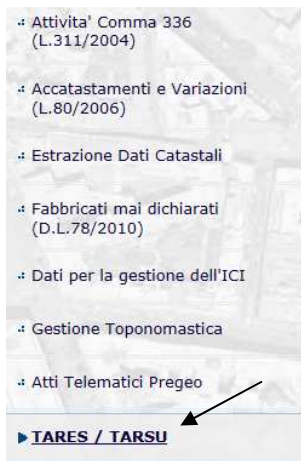 Attivita' Comma 336
(L.311/2004)
Accatastamenti e Variazioni
(L.80/2006)
Estrazione Dati Catastali
Fabbricati mai dichiarati
(D.L.78/2010)
Dati per la gestione dell'ICI
Gestione Toponomastica
Atti Telematici Pregeo
TARES / TARSU